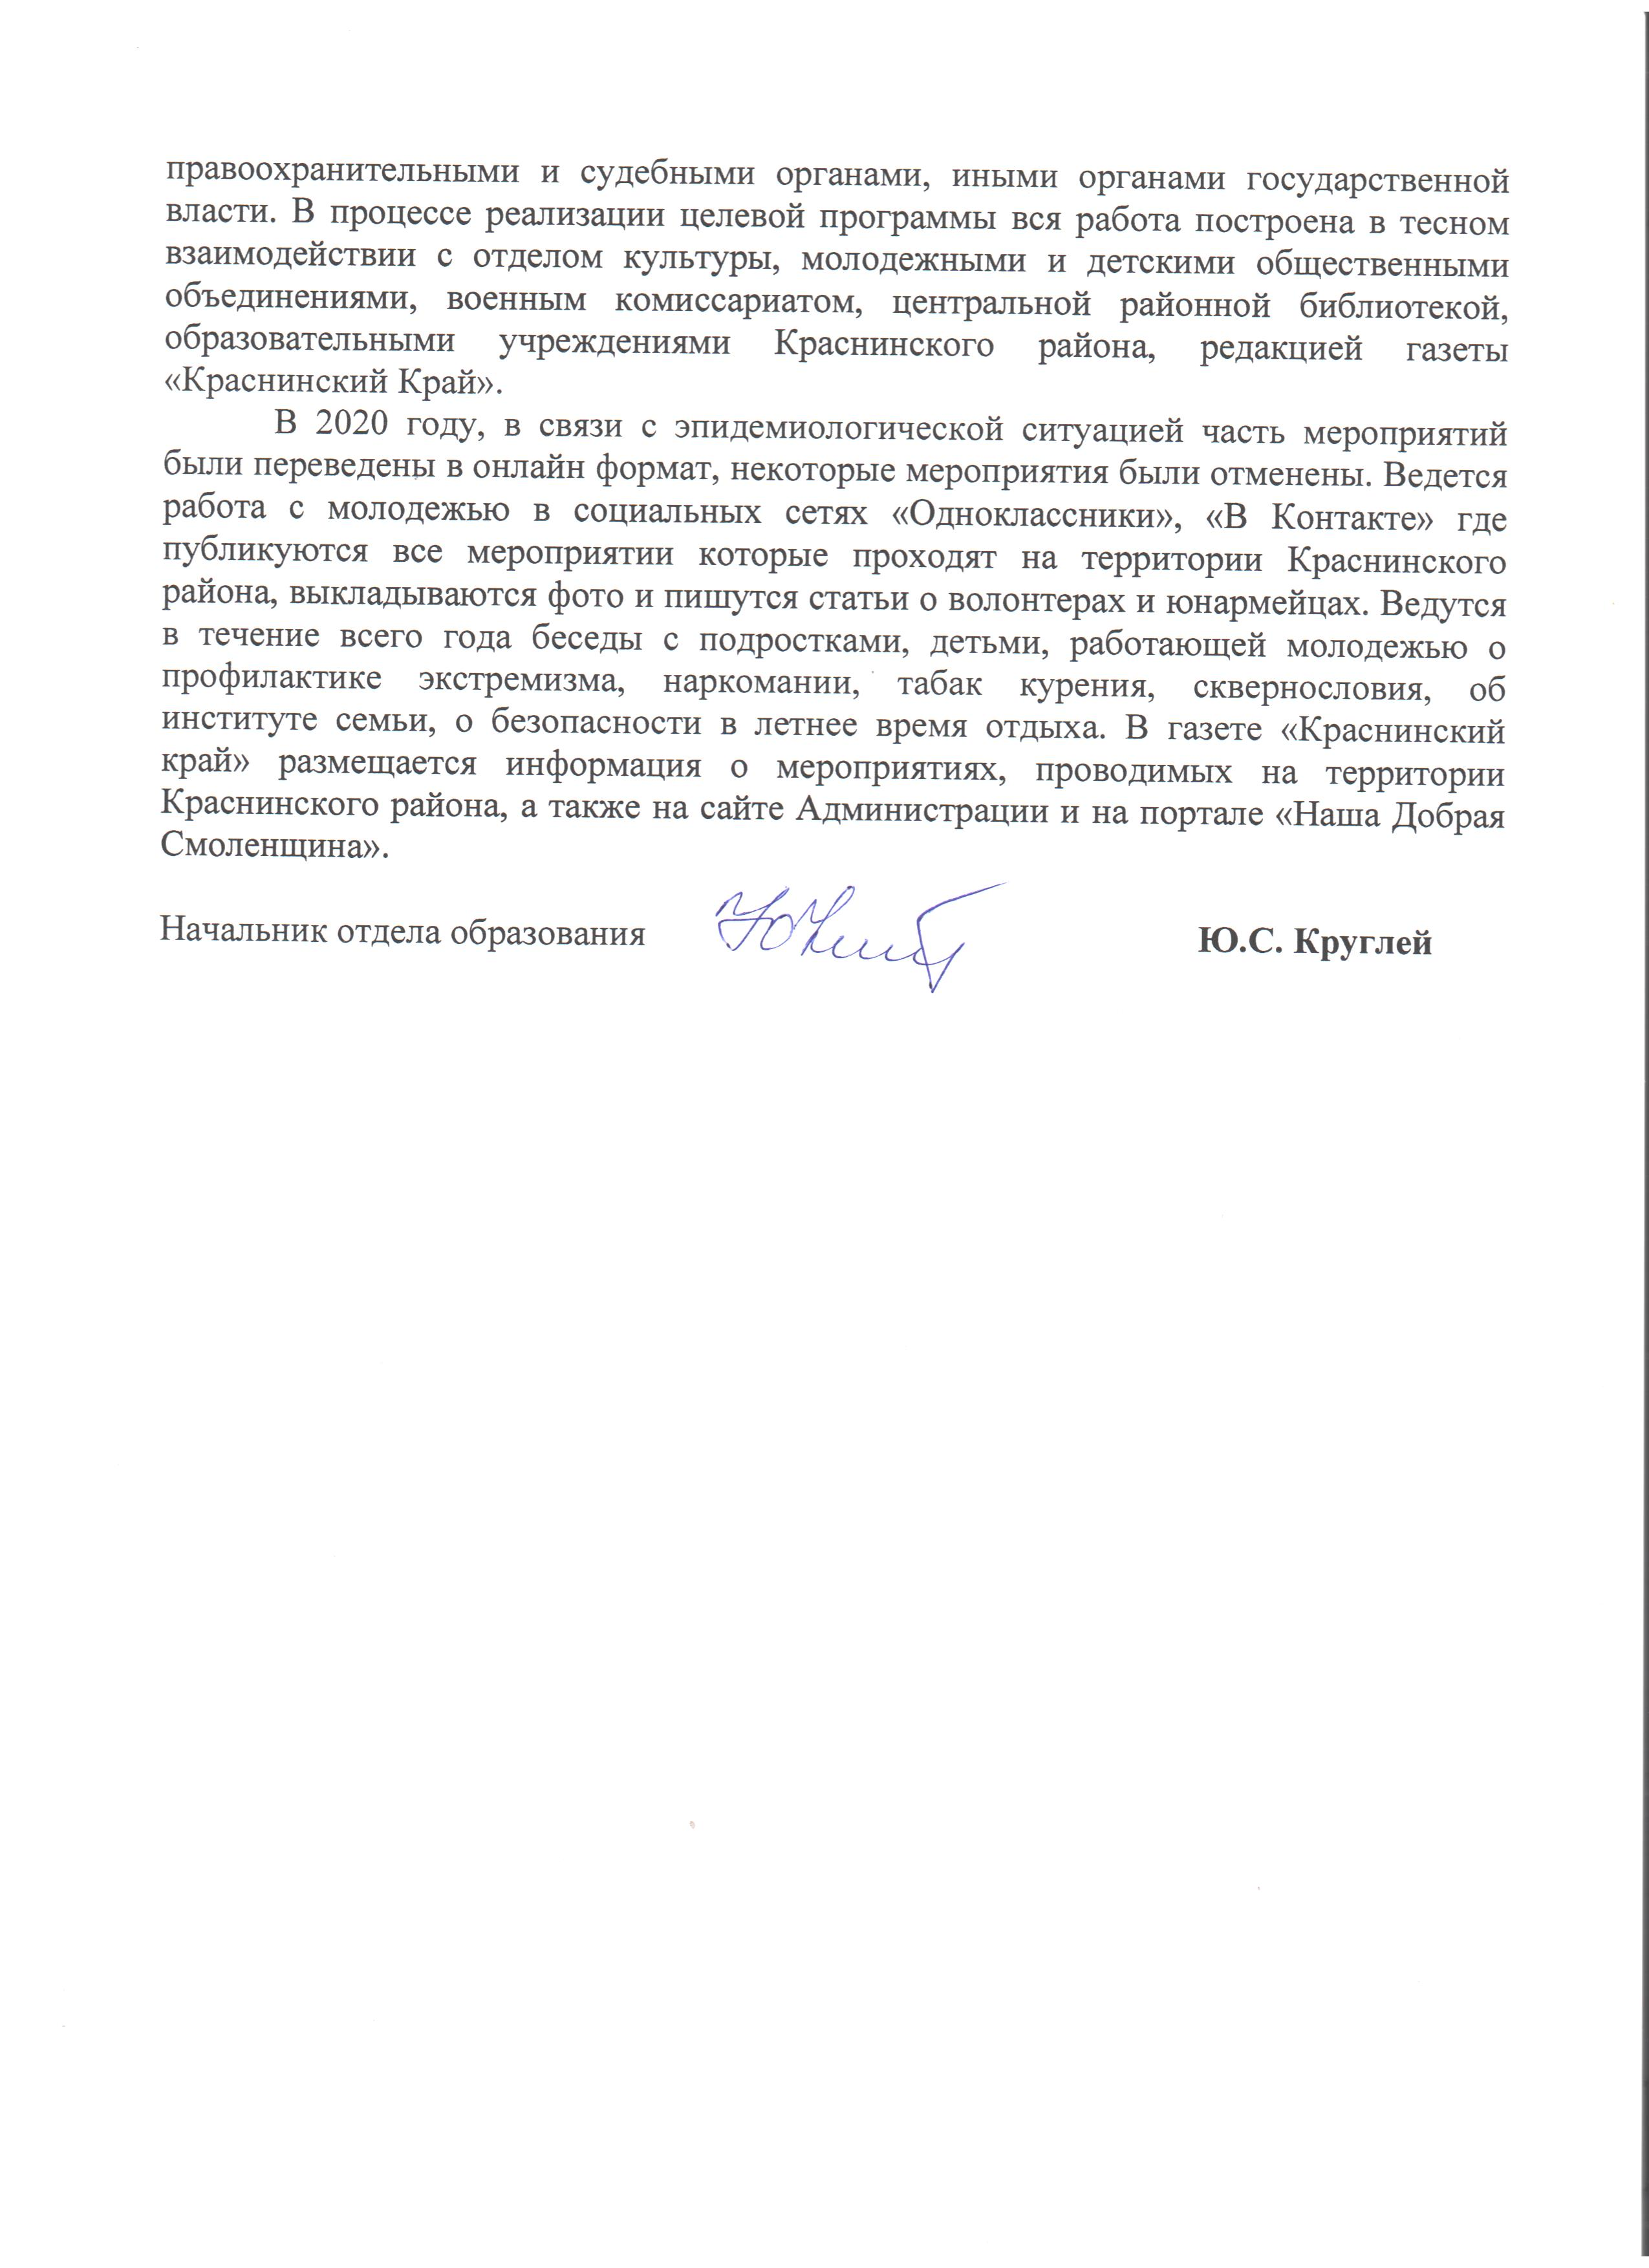 правоохранительными и судебными органами, иными органами государственной
власти. В процессе реализации целевой программы вся работа построена в тесном
взаимодействии с отделом культуры, молодежными и детскими общественными
объединениями, военным комиссариатом, центральной районной библиотекой,
образовательными учреждениями Краснинского района, редакцией газеты
«Краснинский Край».
В 2020 году, в связи с эпидемиологической ситуацией часть мероприятий
были переведены в онлайн формат, некоторые мероприятия были отменены. Ведется
работа с молодежью в социальных сетях «Одноклассники», «В Контакте» где
публикуются все мероприятии которые проходят на территории Краснинского
района, выкладываются фото и пишутся статьи о волонтерах и юнармейцах. Ведутся
в течение всего года беседы с подростками, детьми, работающей молодежью о
профилактике экстремизма, наркомании, табак курения, сквернословия, об
институте семьи, о безопасности в летнее время отдыха. В газете «Краснинский
край» размещается информация о мероприятиях, проводимых на территории
Краснинского района, а также на сайте Администрации и на портале «Наша Добрая
Смоленщина».
Начальник отдела образования Ю.С. Круглей